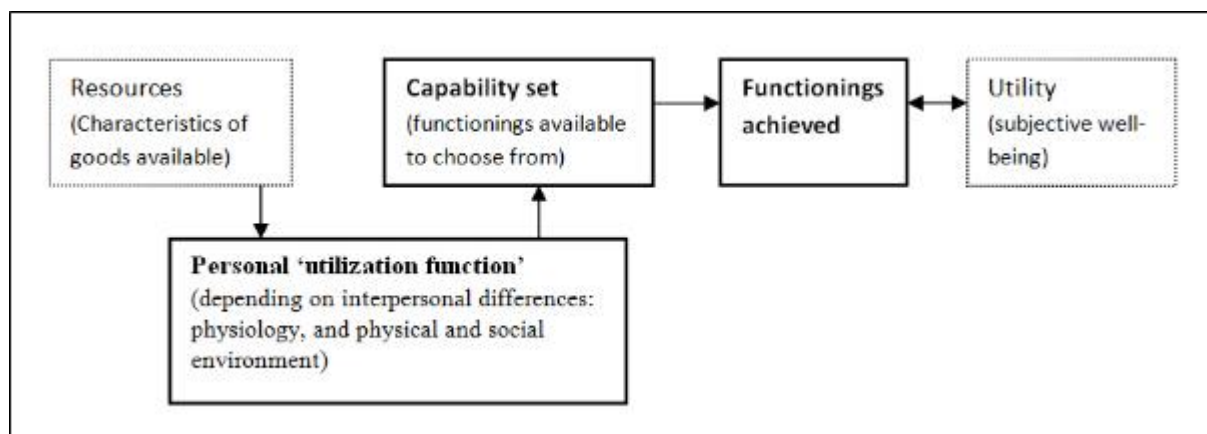 Resources
(Characteristics of
goods available)
Capability set
(functionings available
to choose from)
Functionings
achieved
Utility
(subjective well-
being)
Personal ‘utilization function’
(depending on interpersonal differences:
physiology, and physical and social
environment)